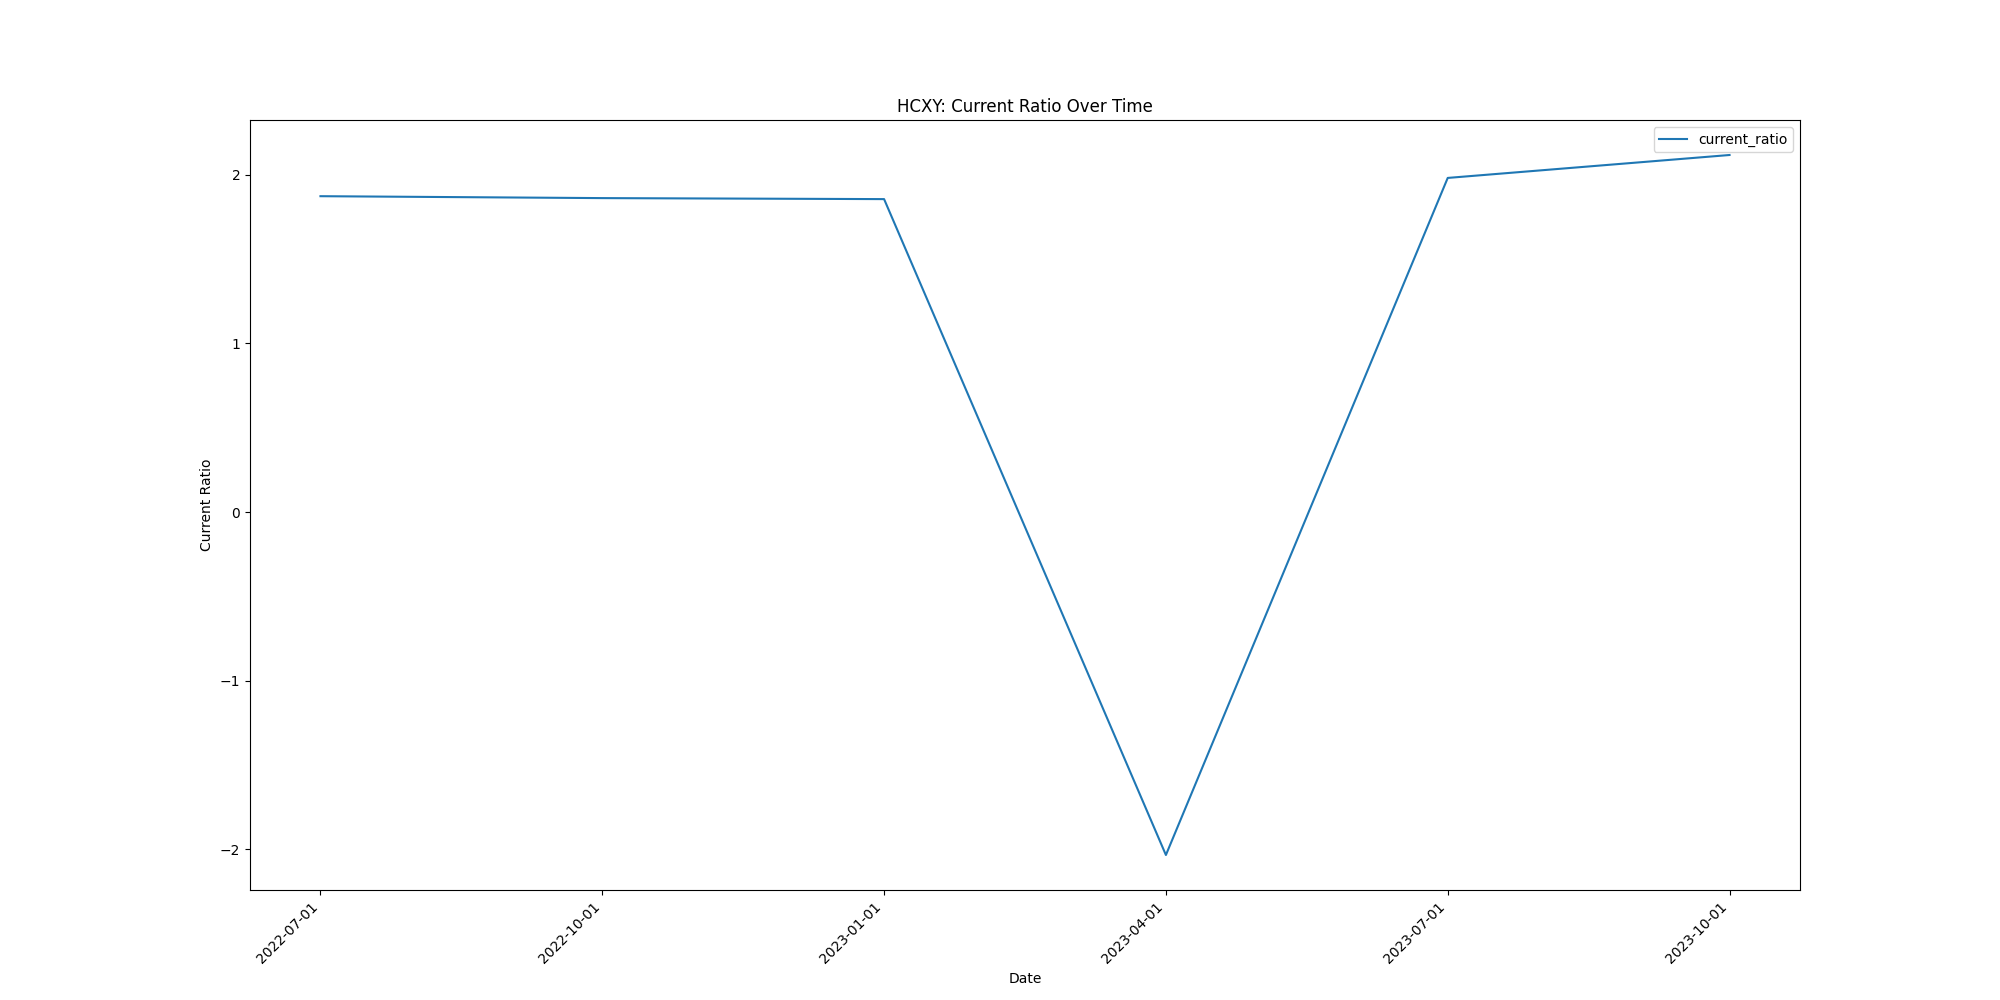 HCXY: Current Ratio Over Time
current_ratio
2
1
0
−1
−2
Current Ratio
2022-07-01
2022-10-01
2023-01-01
2023-04-01
2023-07-01
2023-10-01
Date